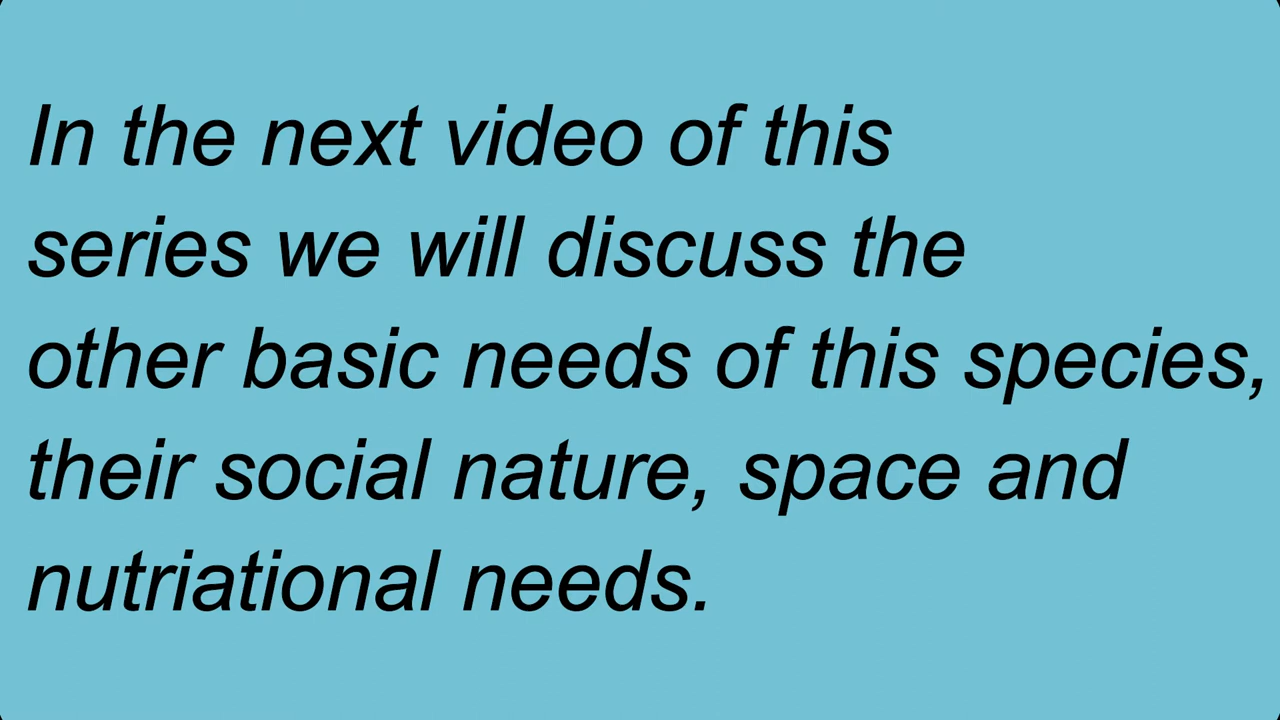 In the next video of this
series we will discuss the
other basic needs of this species,
their social nature, space and
nutriational needs.